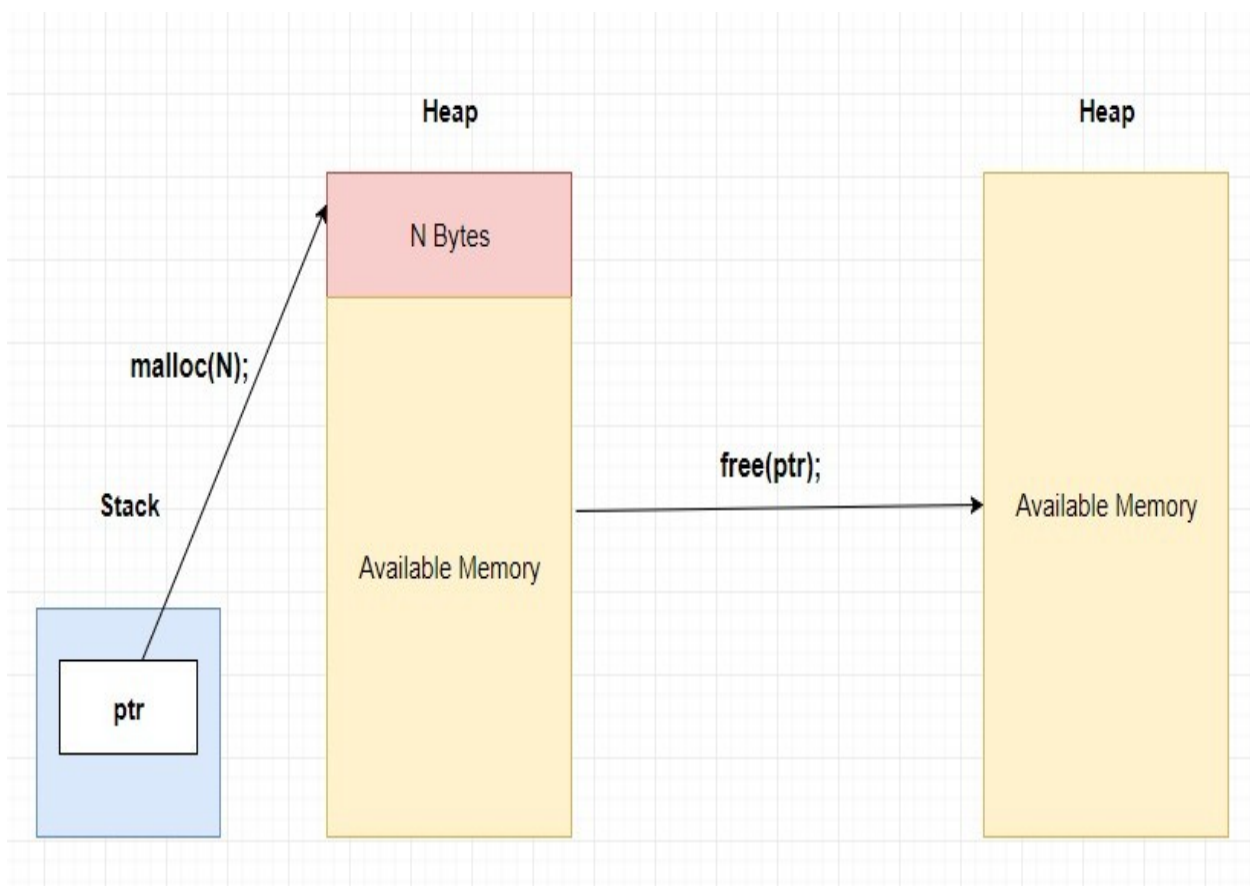 Heap
Heap
N Bytes
malloc(N);
free(ptr);
Stack
Available Memory
Available Memory
ptr